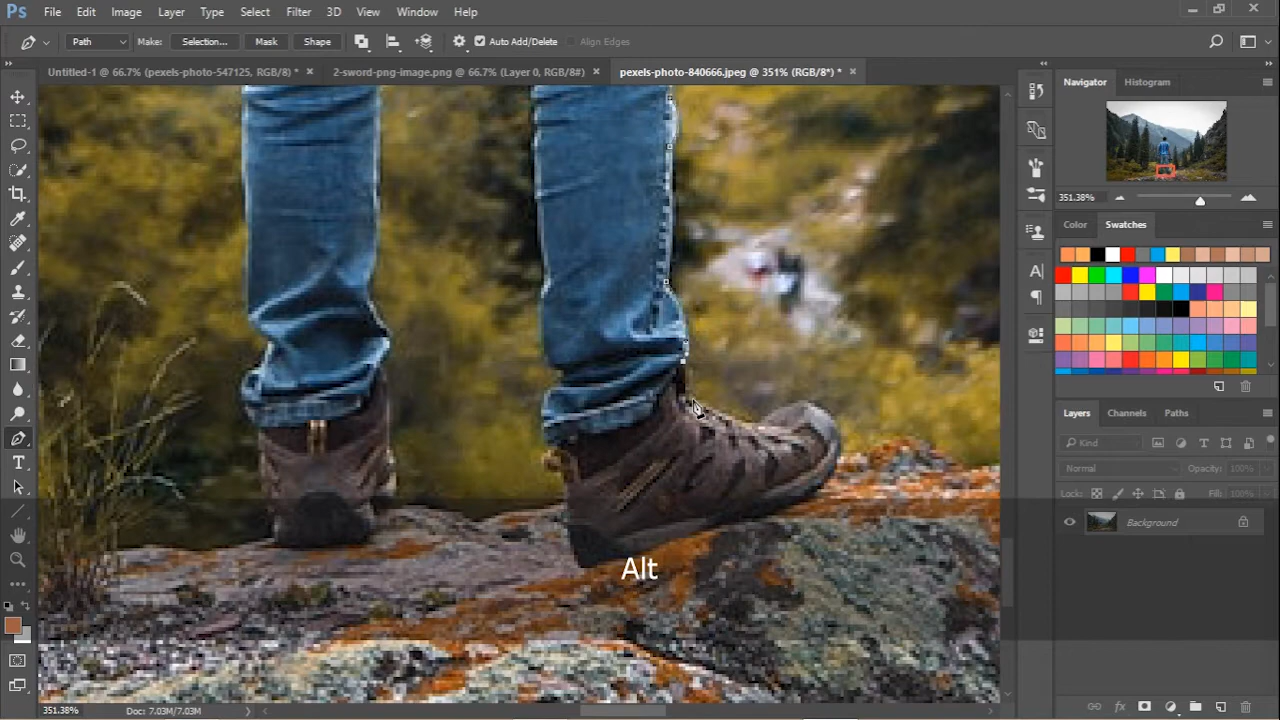 Ps File Edit Image Layer Type Select Filter 3D View Window Help
Path Make: Selection... Mask Shape Auto Add/Delete Align Edges
Untitled-1 @ 66.7% (pexels-photo-547125, RGB/8) * × 2-sword-png-image.png @ 66.7% (Layer 0, RGB/8#) × pexels-photo-840666.jpeg @ 351% (RGB/8*) * ×
Navigator Histogram
351.38%
Color Swatches
Layers Channels Paths
Kind
Normal Opacity: 100%
Lock: Fill: 100%
Background
Alt
351.38% Doc: 7.03M/7.03M